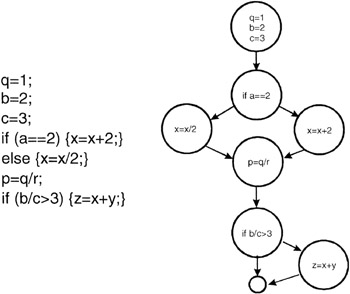 q=1;
b=2;
c=3;
if (a==2) {x=x+2;}
else {x=x/2;}
p=q/r;
if (b/c>3) {z=x+y;}
q=1
b=2
c=3
if a==2
x=x/2
x=x+2
p=q/r
if b/c>3
z=x+y